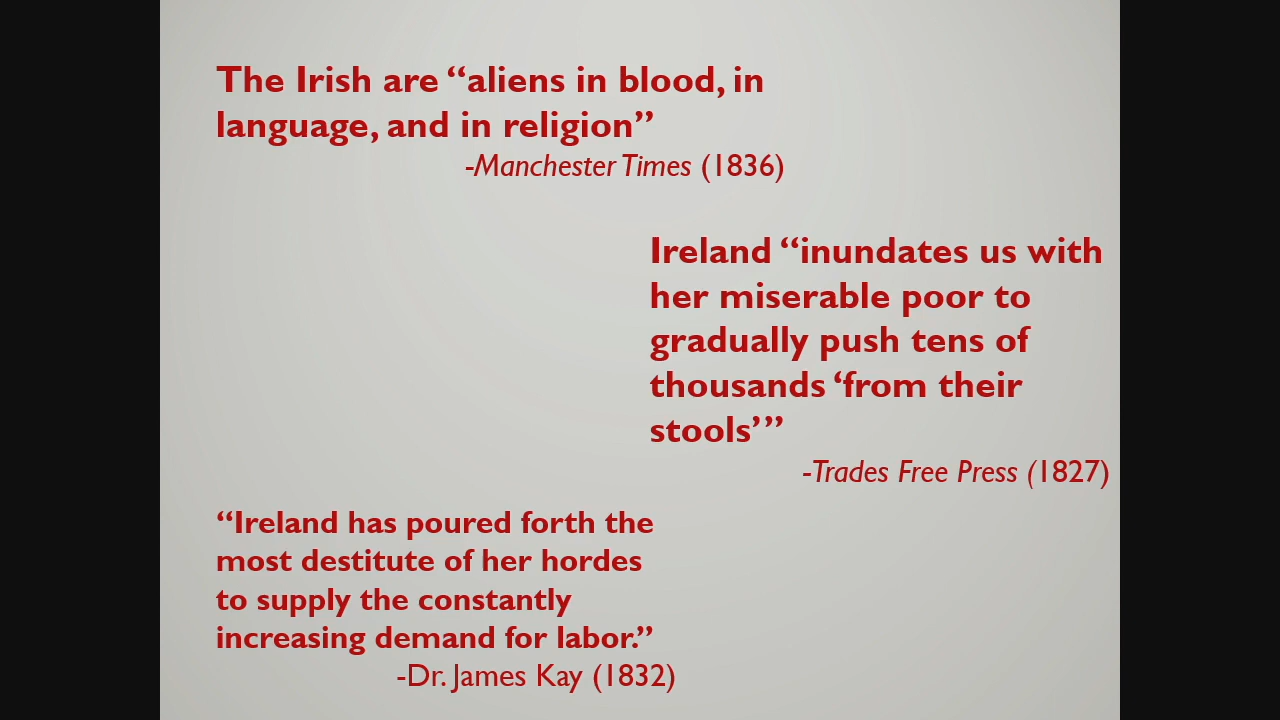 The Irish are “aliens in blood, in
language, and in religion”
-Manchester Times (1836)
Ireland “inundates us with
her miserable poor to
gradually push tens of
thousands ‘from their
stools’”
-Trades Free Press (1827)
“Ireland has poured forth the
most destitute of her hordes
to supply the constantly
increasing demand for labor.”
-Dr. James Kay (1832)